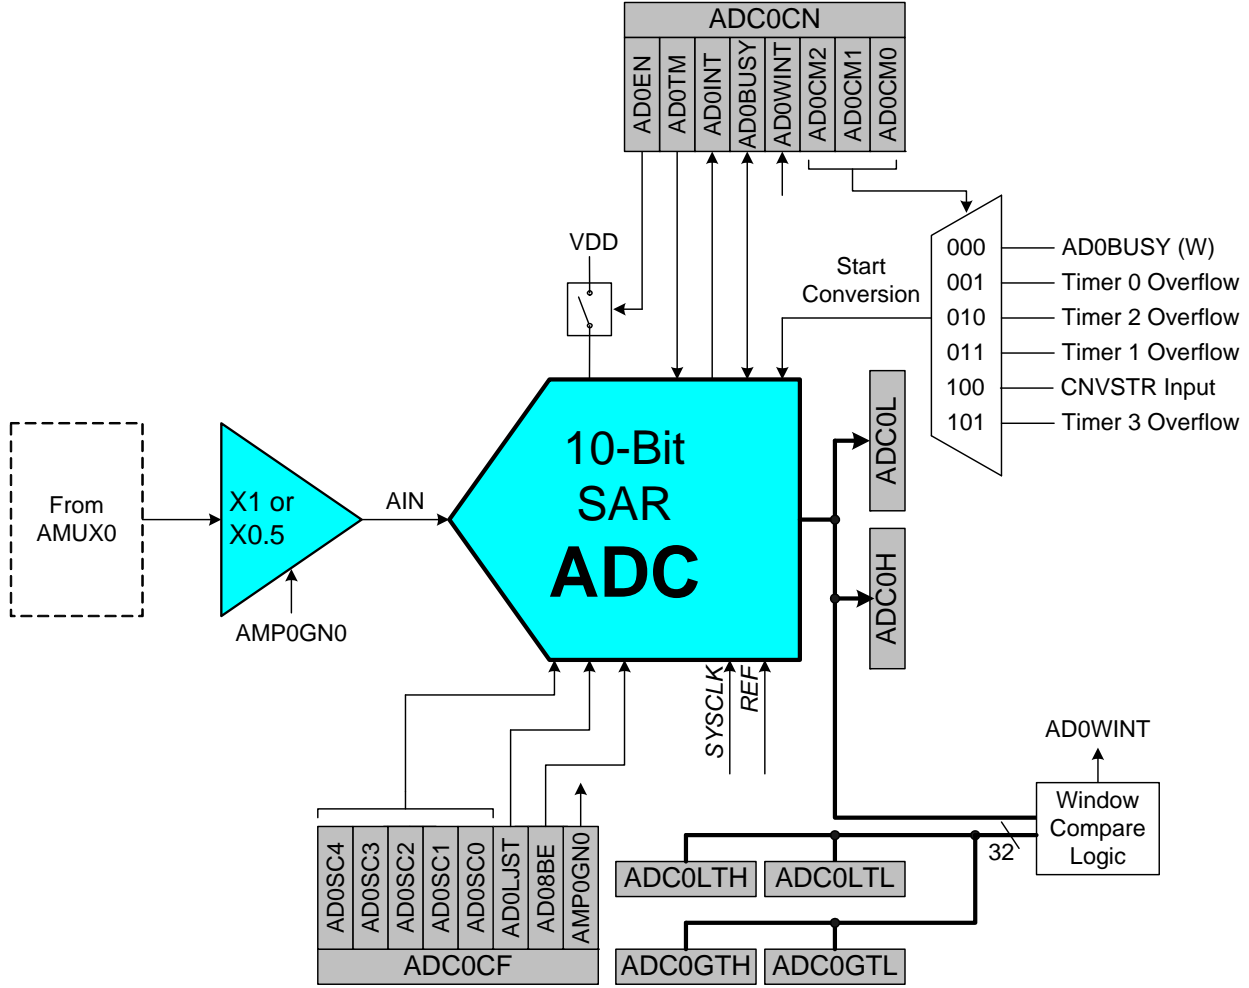 ADC0CN
AD0EN
AD0TM
AD0INT
AD0BUSY
AD0WINT
AD0CM2
AD0CM1
AD0CM0
VDD
Start
Conversion
000
001
010
011
100
101
AD0BUSY (W)
Timer 0 Overflow
Timer 2 Overflow
Timer 1 Overflow
CNVSTR Input
Timer 3 Overflow
From
AMUX0
X1 or
X0.5
AMP0GN0
AIN
10-Bit
SAR
ADC
ADC0L
ADC0H
SYSCLK
REF
AD0WINT
Window
Compare
Logic
32
AD0SC4
AD0SC3
AD0SC2
AD0SC1
AD0SC0
AD0LJST
AD08BE
AMP0GN0
ADC0CF
ADC0LTH
ADC0LTL
ADC0GTH
ADC0GTL